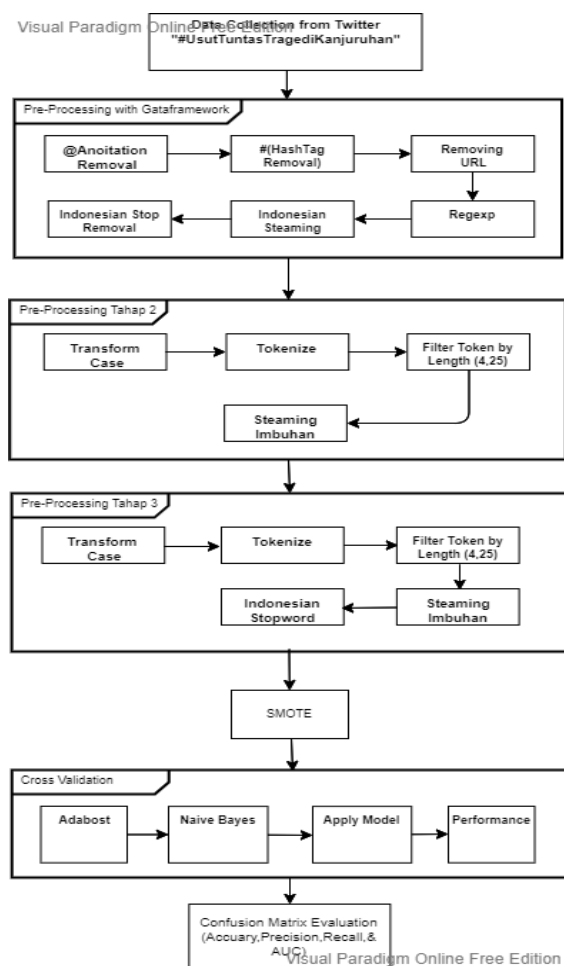 Visual Paradigm Online Free Edition
Data Collection from Twitter
"#UsutTuntasTragediKanjuruhan"
Pre-Processing with Gataframework
@Anoitation
Removal
#(HashTag
Removal)
Removing
URL
Indonesian Stop
Removal
Indonesian
Steaming
Regexp
Pre-Processing Tahap 2
Transform
Case
Tokenize
Filter Token by
Length (4,25)
Steaming
Imbuhan
Pre-Processing Tahap 3
Transform
Case
Tokenize
Filter Token by
Length (4,25)
Indonesian
Stopword
Steaming
Imbuhan
SMOTE
Cross Validation
Adabost
Naive Bayes
Apply Model
Performance
Confusion Matrix Evaluation
(Accuary,Precision,Recall,&
AUC)
Visual Paradigm Online Free Edition